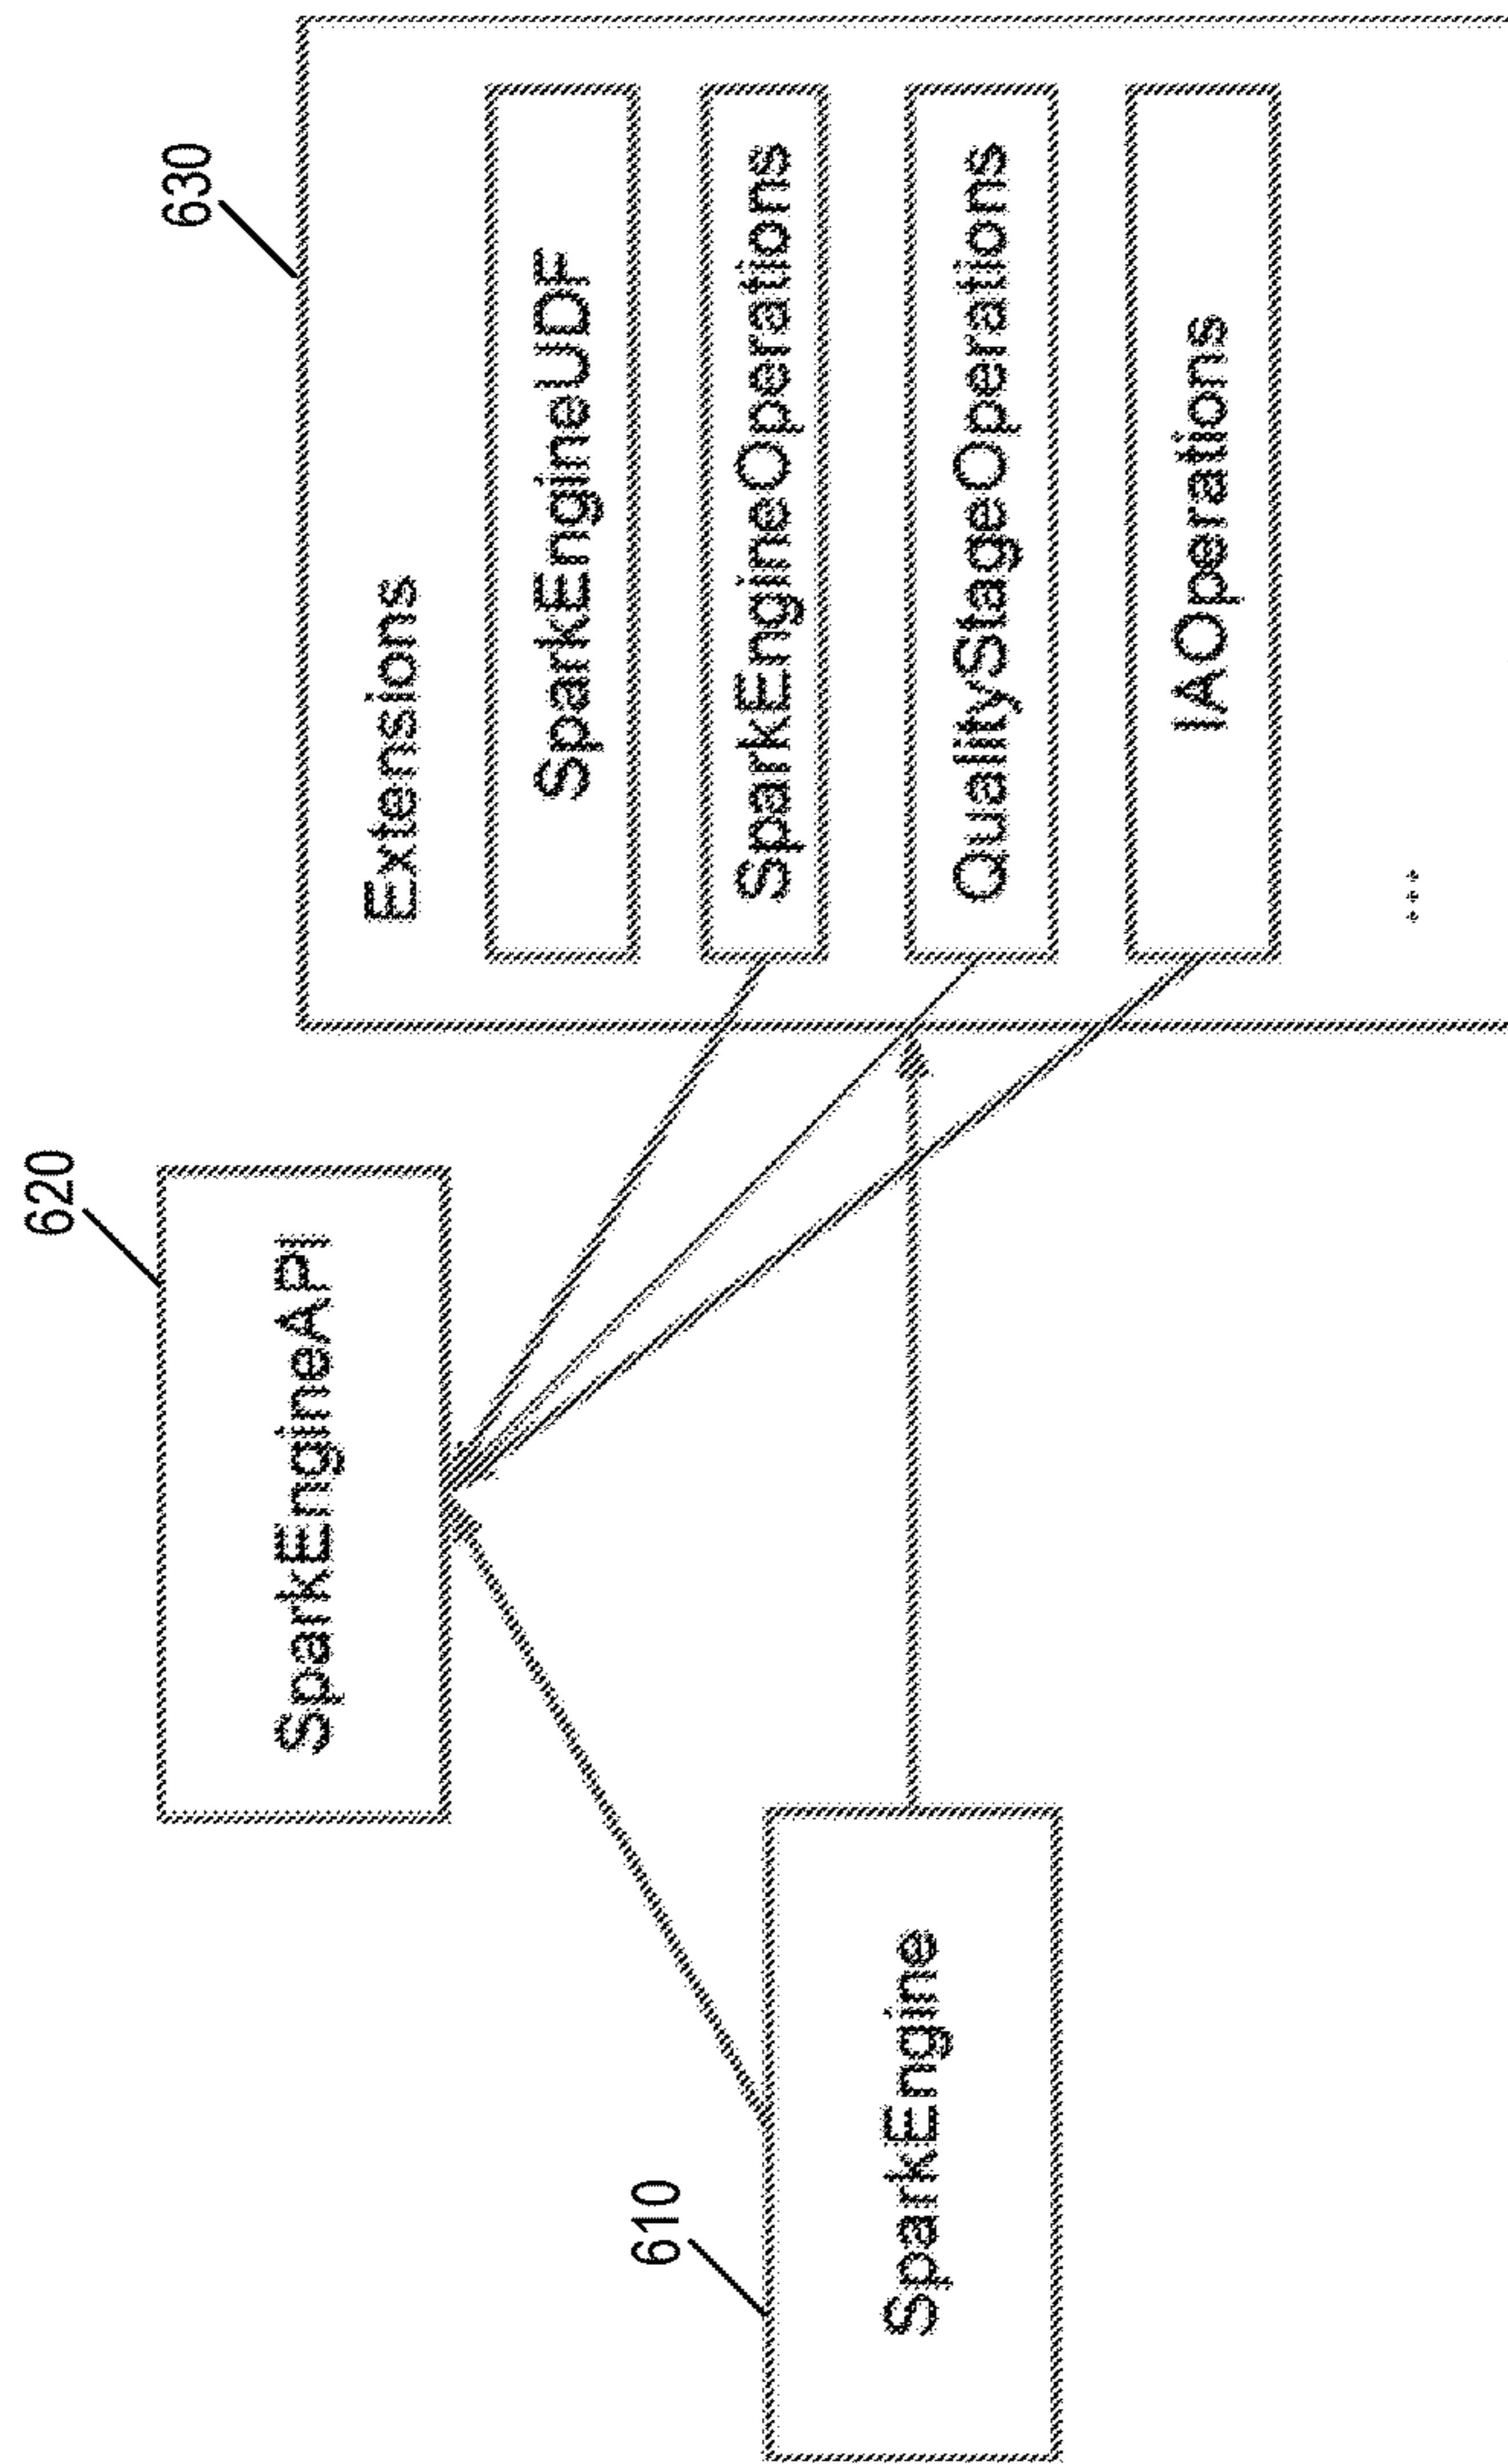 630
Extensions
SparkEngineUDF
SparkEngineOperations
QualityStageOperations
IAOperations
...
620
SparkEngineAPI
610
SparkEngine